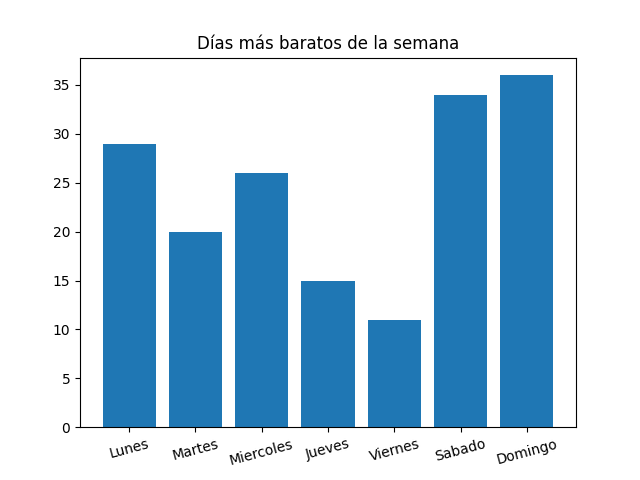 Días más baratos de la semana
35
30
25
20
15
10
5
0
Lunes
Martes
Miercoles
Jueves
Viernes
Sabado
Domingo